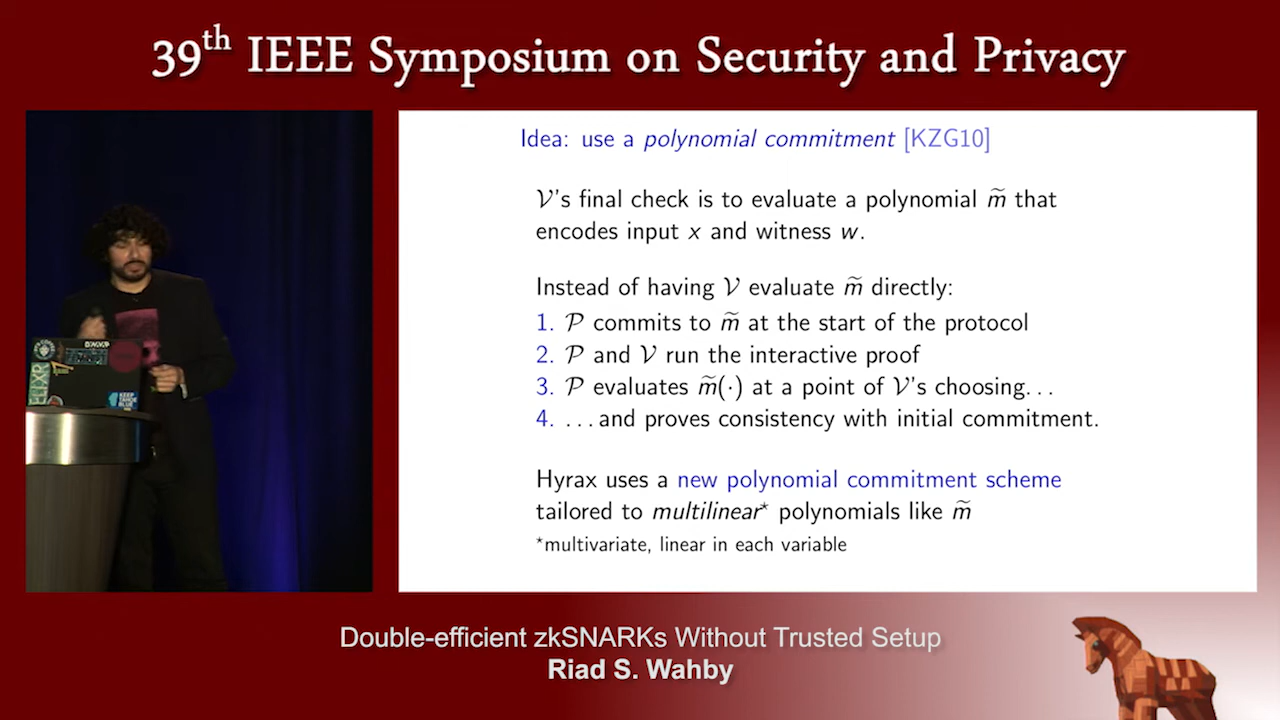 39th IEEE Symposium on Security and Privacy
Idea: use a polynomial commitment [KZG10]
𝒱's final check is to evaluate a polynomial m̃ that
encodes input x and witness w.
Instead of having 𝒱 evaluate m̃ directly:
1. 𝒫 commits to m̃ at the start of the protocol
2. 𝒫 and 𝒱 run the interactive proof
3. 𝒫 evaluates m̃(·) at a point of 𝒱's choosing...
4. ...and proves consistency with initial commitment.
Hyrax uses a new polynomial commitment scheme
tailored to multilinear* polynomials like m̃
*multivariate, linear in each variable
KEEP
TAHOE
BLUE
Double-efficient zkSNARKs Without Trusted Setup
Riad S. Wahby